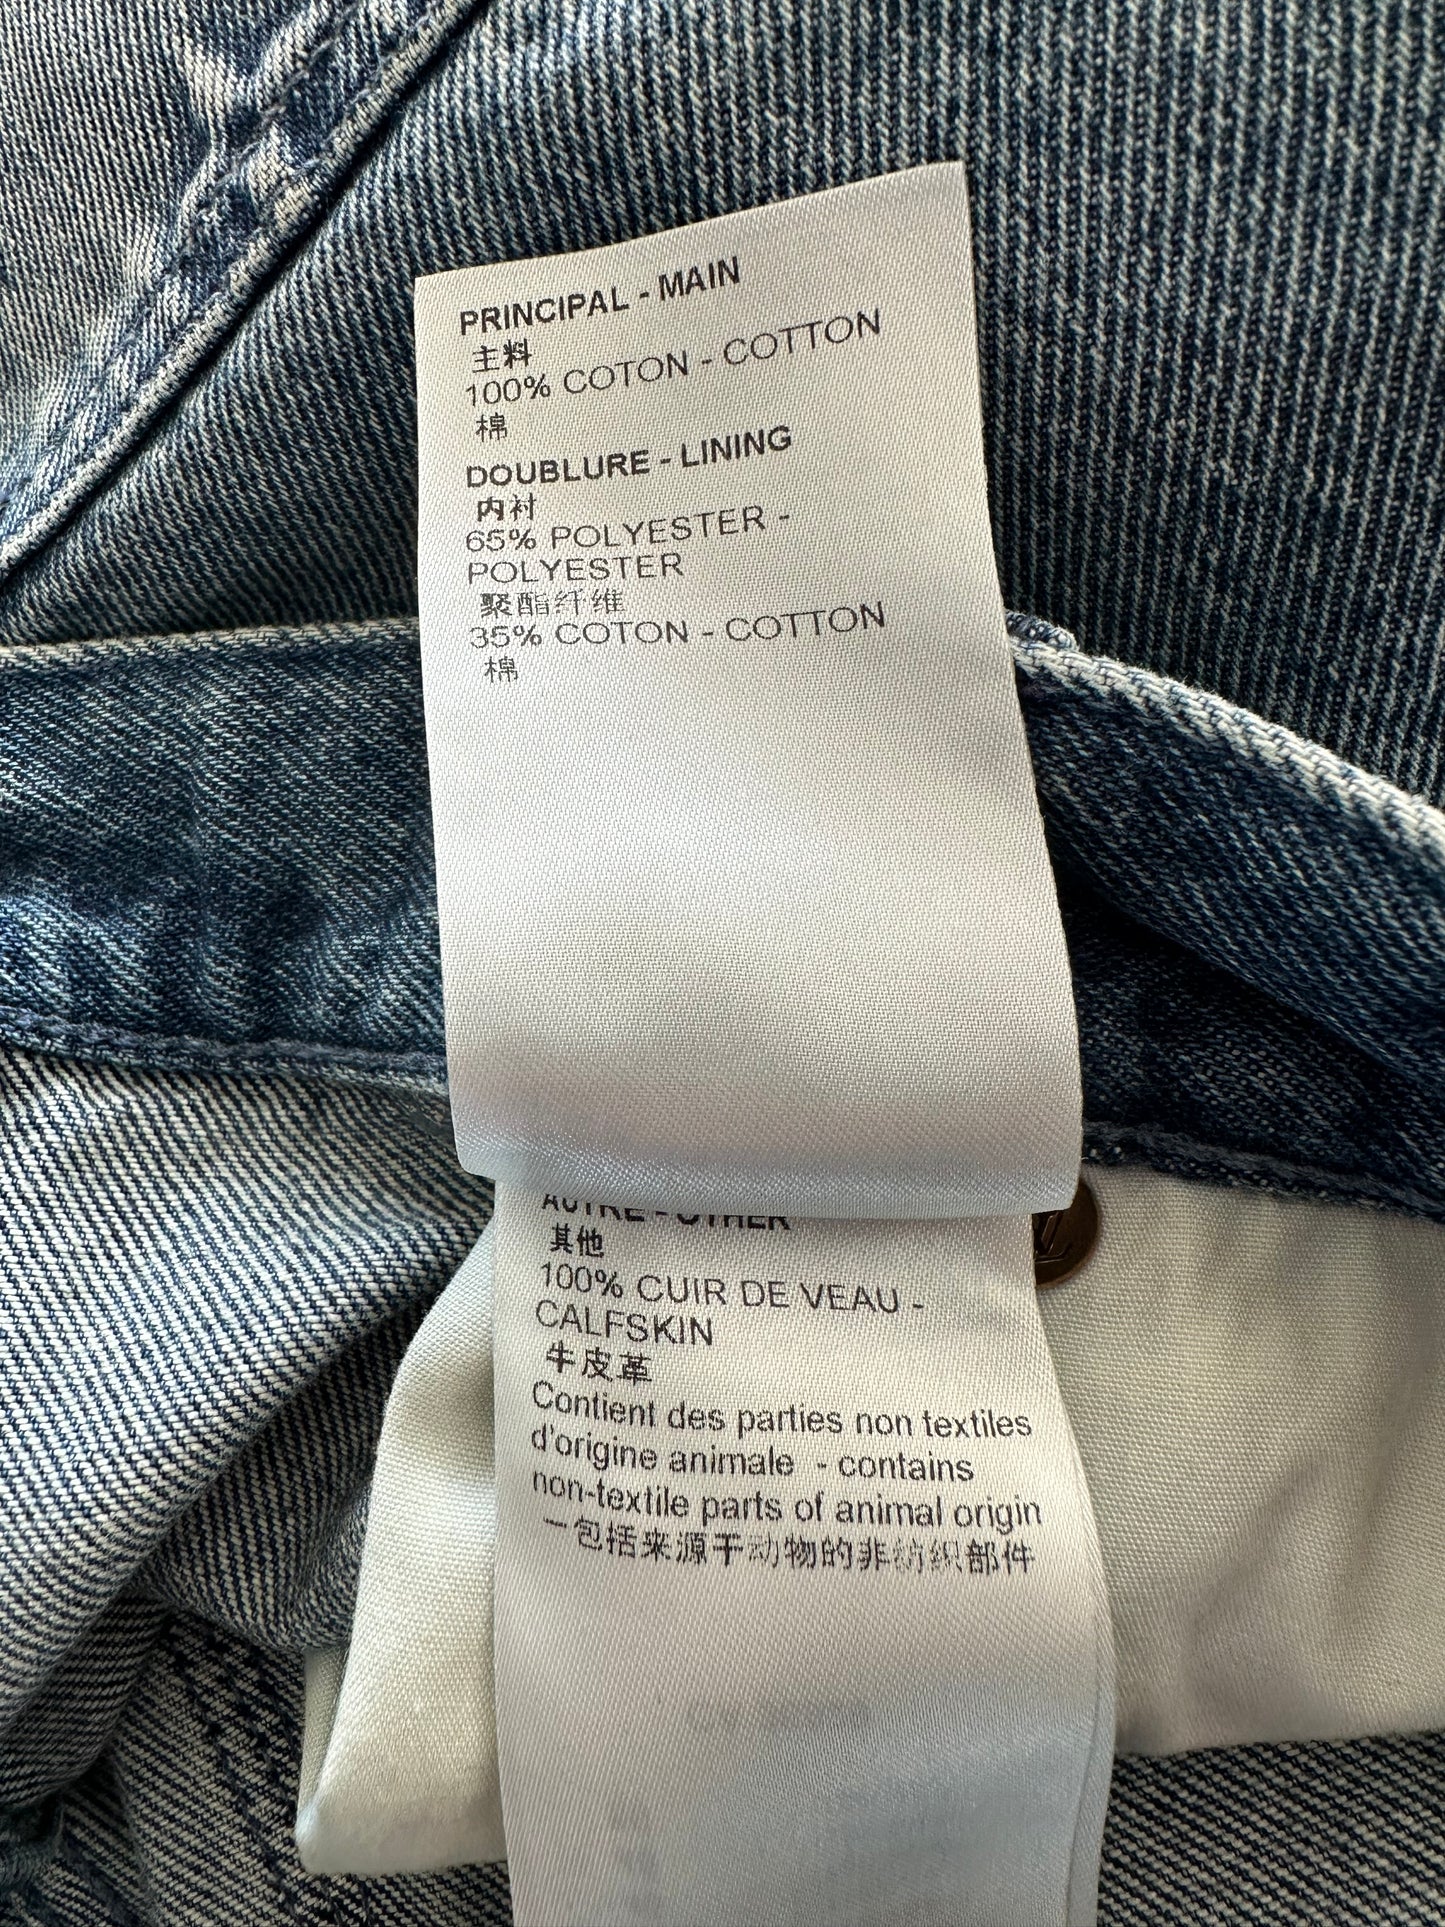 PRINCIPAL - MAIN
主料
100% COTON - COTTON
棉
DOUBLURE - LINING
内衬
65% POLYESTER -
POLYESTER
聚酯纤维
35% COTON - COTTON
棉
AUTRE - OTHER
其他
100% CUIR DE VEAU -
CALFSKIN
牛皮革
Contient des parties non textiles
d'origine animale - contains
non-textile parts of animal origin
一包括来源于动物的非纺织部件